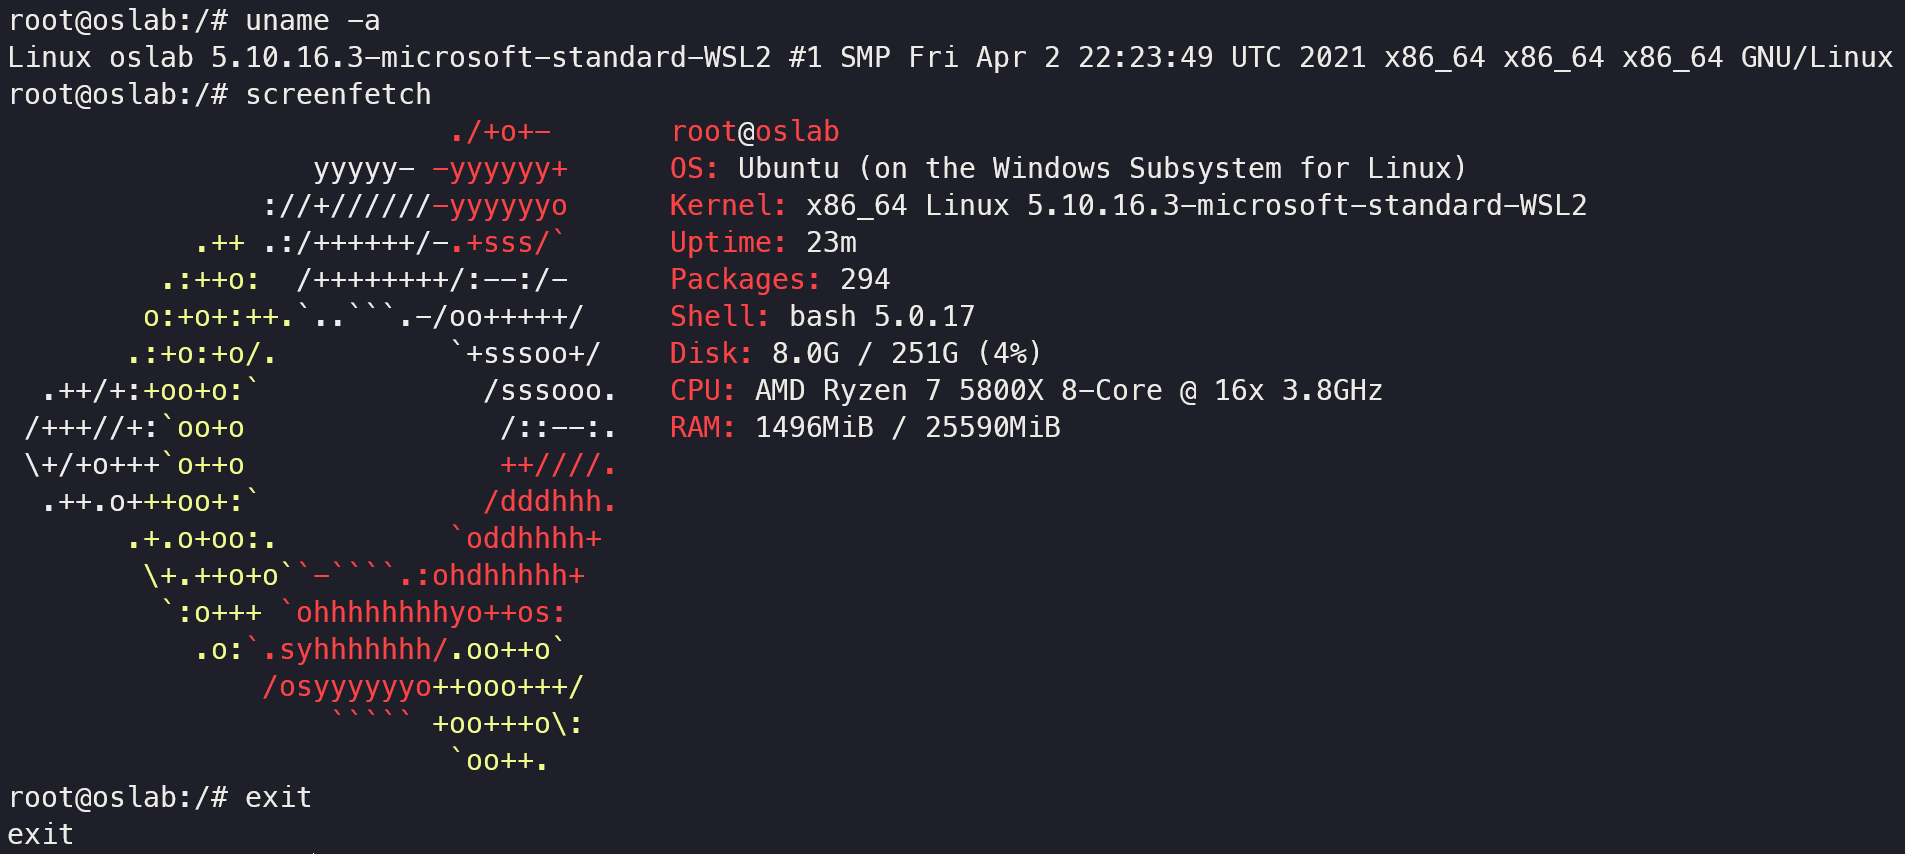 root@oslab:/# uname -a
Linux oslab 5.10.16.3-microsoft-standard-WSL2 #1 SMP Fri Apr 2 22:23:49 UTC 2021 x86_64 x86_64 x86_64 GNU/Linux
root@oslab:/# screenfetch
                          ./+o+-       root@oslab
                  yyyyy- -yyyyyy+      OS: Ubuntu (on the Windows Subsystem for Linux)
               ://+//////-yyyyyyo      Kernel: x86_64 Linux 5.10.16.3-microsoft-standard-WSL2
           .++ .:/++++++/-.+sss/`      Uptime: 23m
         .:++o:  /++++++++/:--:/-      Packages: 294
        o:+o+:++.`..```.-/oo+++++/     Shell: bash 5.0.17
       .:+o:+o/.          `+sssoo+/    Disk: 8.0G / 251G (4%)
  .++/+:+oo+o:`             /sssooo.   CPU: AMD Ryzen 7 5800X 8-Core @ 16x 3.8GHz
 /+++//+:`oo+o               /::--:.   RAM: 1496MiB / 25590MiB
 \+/+o+++`o++o               ++////.
  .++.o+++oo+:`             /dddhhh.
       .+.o+oo:.          `oddhhhh+
        \+.++o+o``-````.:ohdhhhhh+
         `:o+++ `ohhhhhhhhyo++os:
           .o:`.syhhhhhhh/.oo++o`
               /osyyyyyyo++ooo+++/
                   ````` +oo+++o\:
                          `oo++.
root@oslab:/# exit
exit